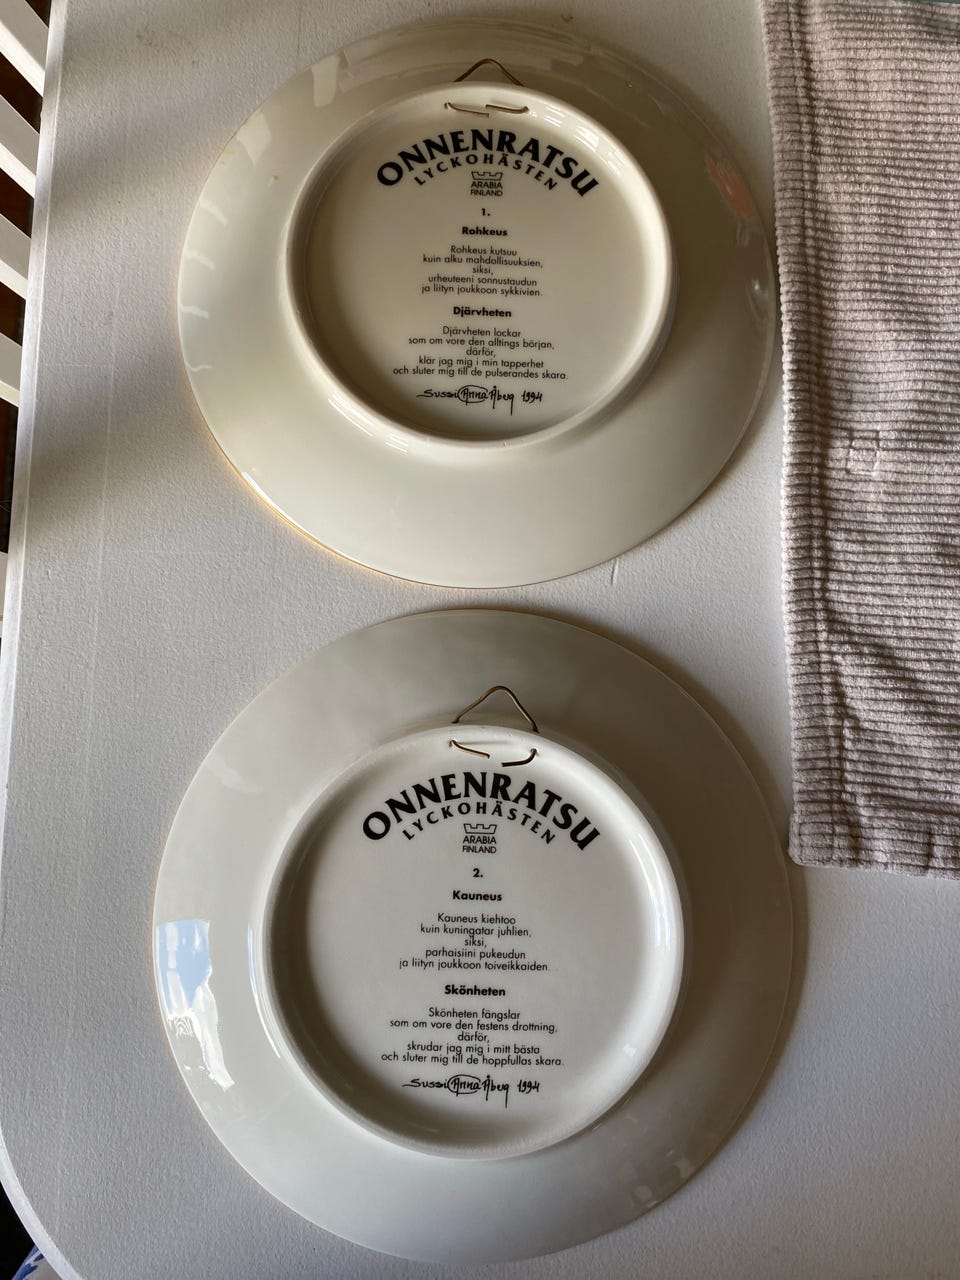 ONNENRATSU
LYCKOHÄSTEN
ARABIA
FINLAND
1.
Rohkeus
Rohkeus kutsuu
kuin alku mahdollisuuksien,
siksi,
urheuteeni sonnustaudun
ja liityn joukkoon sykkivien.
Djärvheten
Djärvheten lockar
som om vore den alltings början,
därför,
klär jag mig i min tapperhet
och sluter mig till de pulserandes skara.
Sussi Anna Åberg 1994
ONNENRATSU
LYCKOHÄSTEN
ARABIA
FINLAND
2.
Kauneus
Kauneus kiehtoo
kuin kuningatar juhlien,
siksi,
parhaisiini pukeudun
ja liityn joukkoon toiveikkaiden.
Skönheten
Skönheten fängslar
som om vore den festens drottning,
därför,
skrudar jag mig i mitt bästa
och sluter mig till de hoppfullas skara.
Sussi Anna Åberg 1994